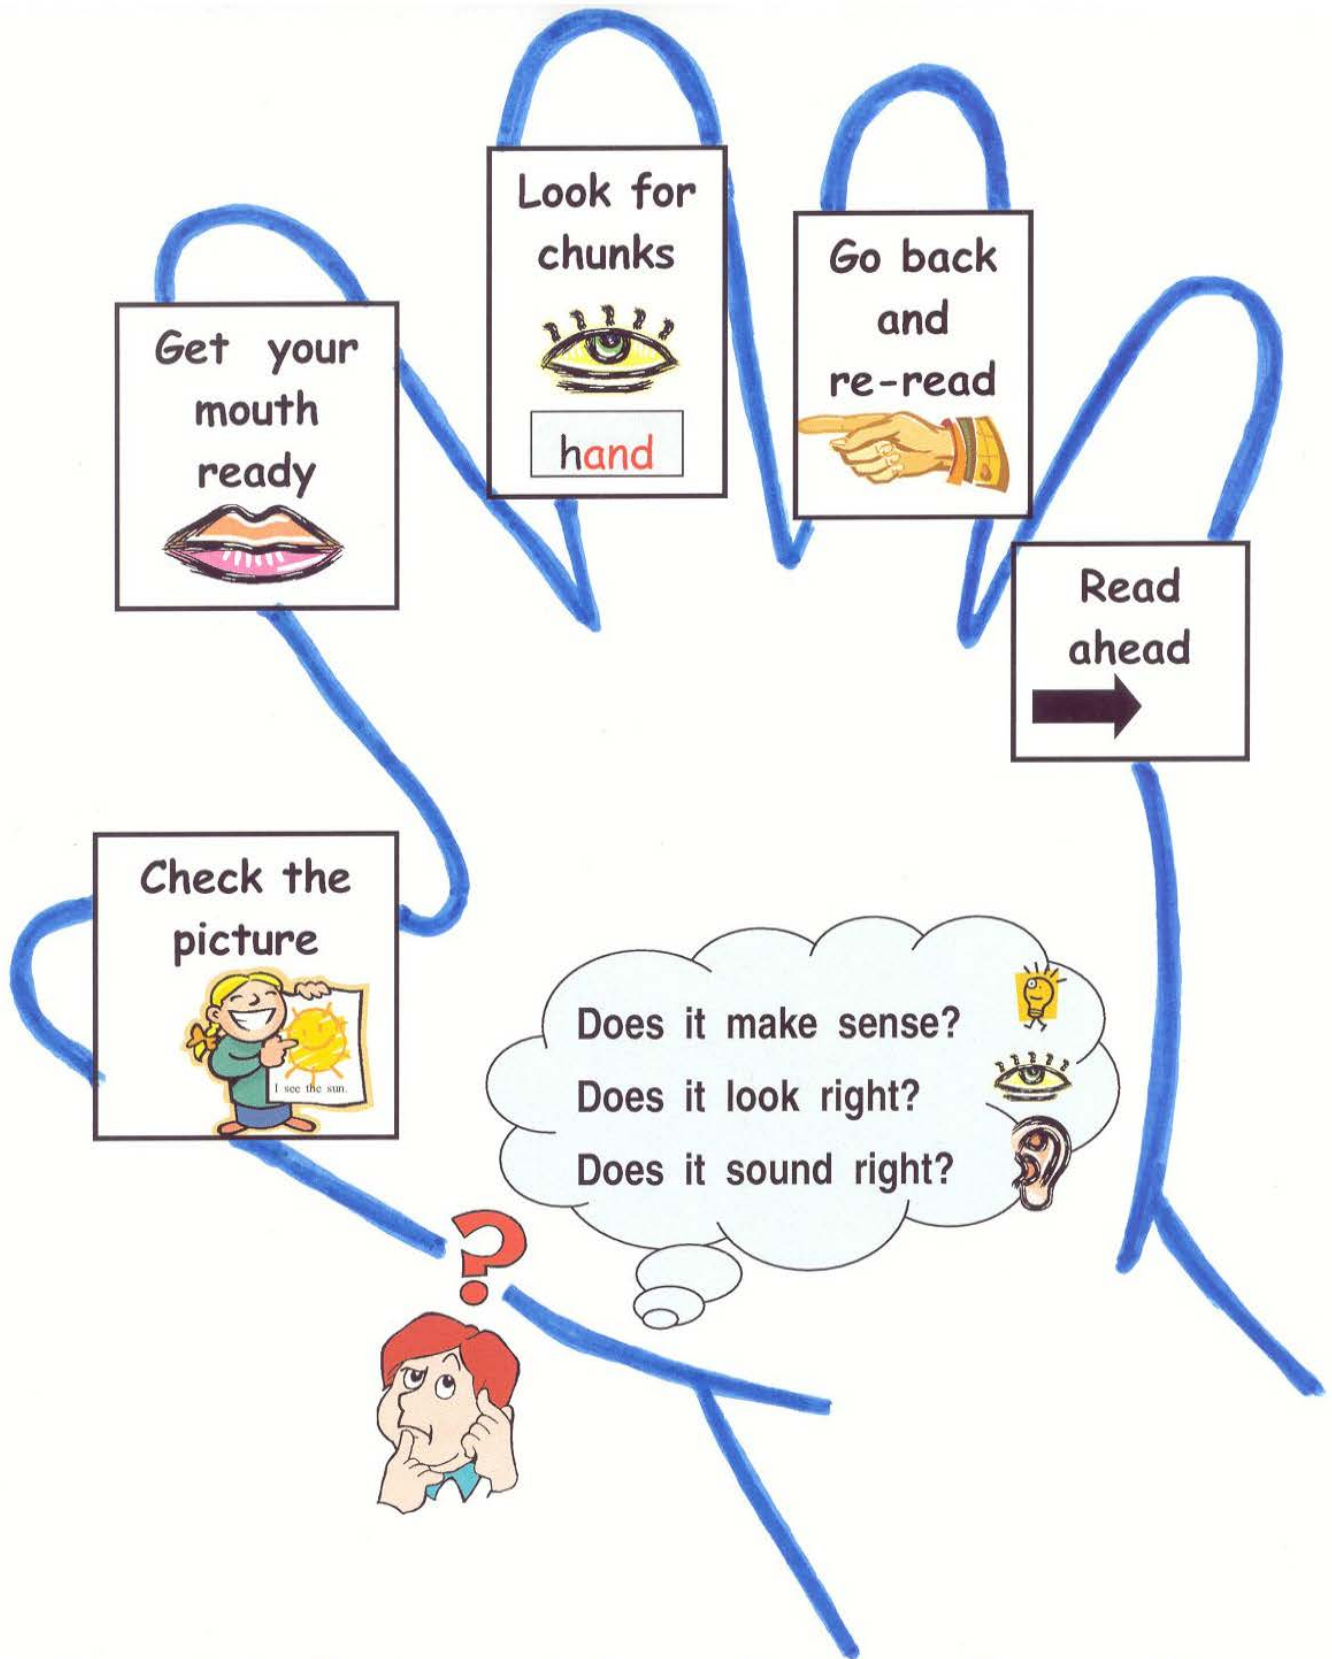 Look for
chunks
hand
Go back
and
re-read
Get your
mouth
ready
Read
ahead
Check the
picture
I see the sun.
Does it make sense?
Does it look right?
Does it sound right?
?